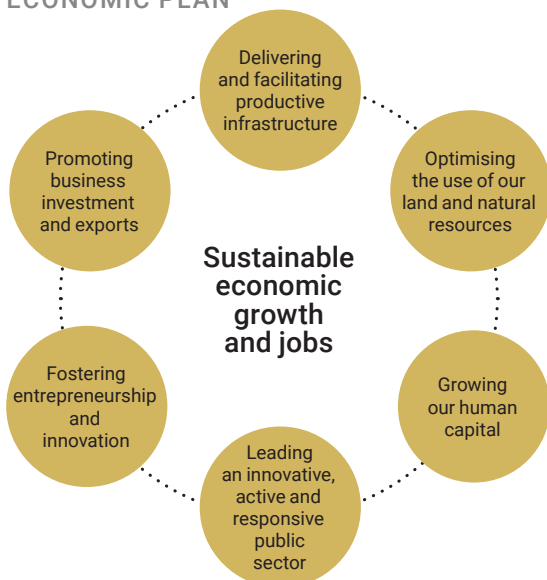 ECONOMIC PLAN
Delivering
and facilitating
productive
infrastructure
Optimising
the use of our
land and natural
resources
Growing
our human
capital
Leading
an innovative,
active and
responsive
public
sector
Fostering
entrepreneurship
and
innovation
Promoting
business
investment
and exports
Sustainable
economic
growth
and jobs